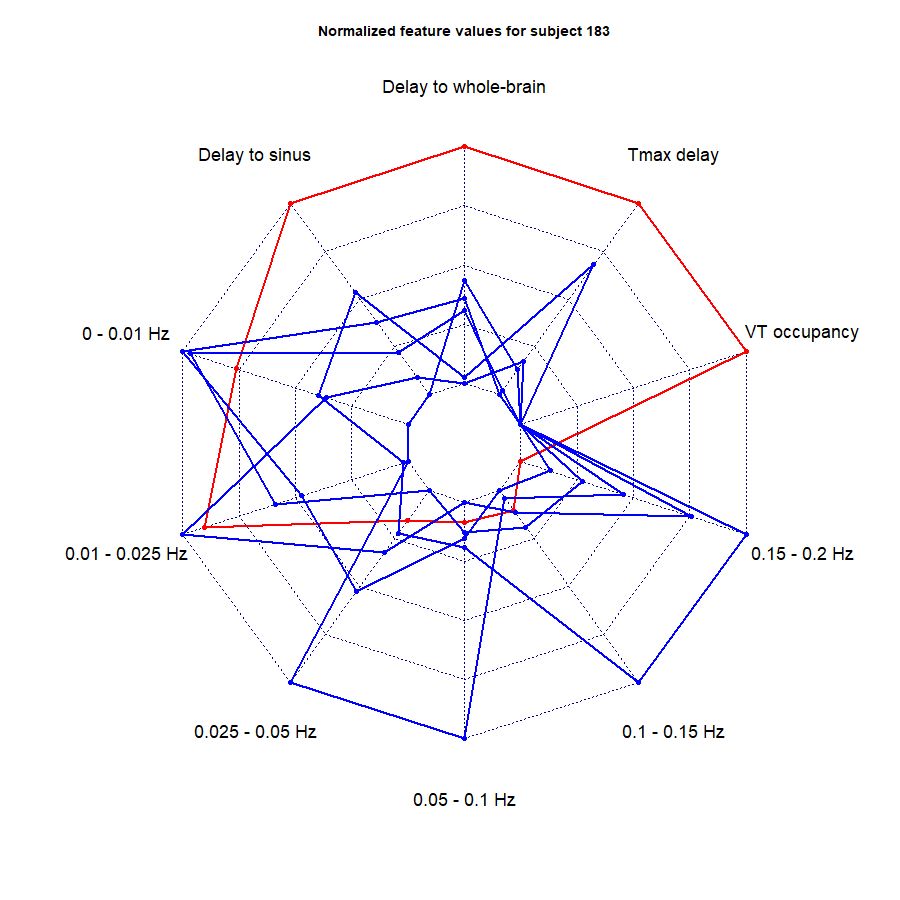 Normalized feature values for subject 183
Delay to whole-brain
Delay to sinus
Tmax delay
0 - 0.01 Hz
VT occupancy
0.01 - 0.025 Hz
0.15 - 0.2 Hz
0.025 - 0.05 Hz
0.1 - 0.15 Hz
0.05 - 0.1 Hz